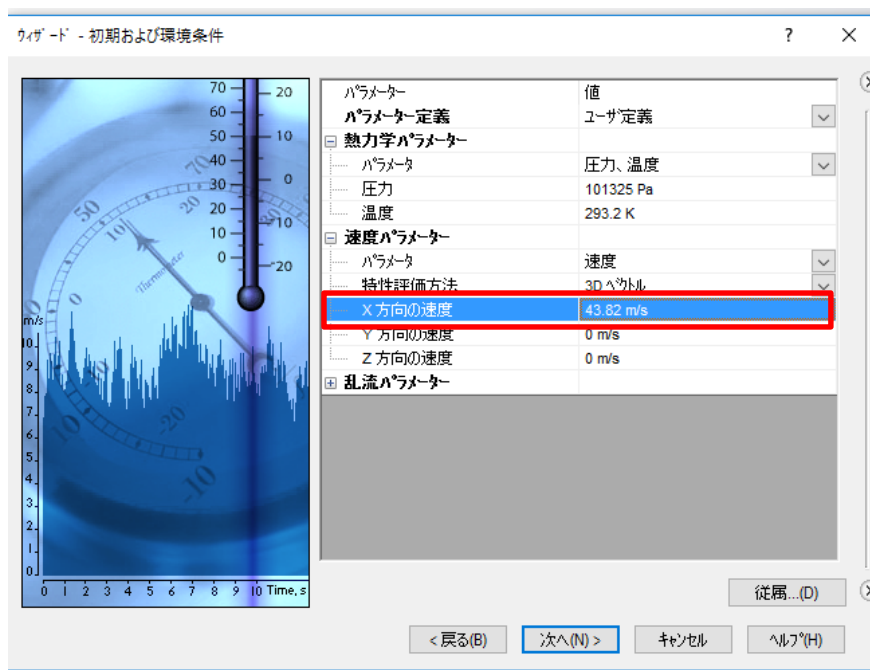 ウィザード - 初期および環境条件
?
パラメーター 値
パラメーター定義 ユーザ定義
熱力学パラメーター
パラメータ 圧力、温度
圧力 101325 Pa
温度 293.2 K
速度パラメーター
パラメータ 速度
特性評価方法 3D ベクトル
X 方向の速度 43.82 m/s
Y 方向の速度 0 m/s
Z 方向の速度 0 m/s
乱流パラメーター
70 20
60
50 10
40
30 0
20
10 -10
0 -20
Thermometer
m/s
10
9
8
7
6
5
4
3
2
1
0
0 1 2 3 4 5 6 7 8 9 10 Time, s
従属...(D)
< 戻る(B) 次へ(N) > キャンセル ヘルプ(H)